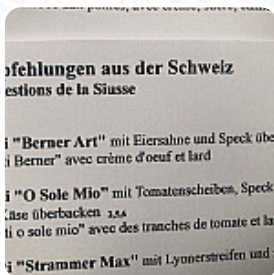 pfehlungen aus der Schweiz
estions de la Siusse
i "Berner Art" mit Eiersahne und Speck übe
ti Berner" avec crème d'oeuf et lard
i "O Sole Mio" mit Tomatenscheiben, Speck
Käse überbacken 2,5,6
ti o sole mio" avec des tranches de tomate et la
i "Strammer Max" mit Lyonerstreifen und